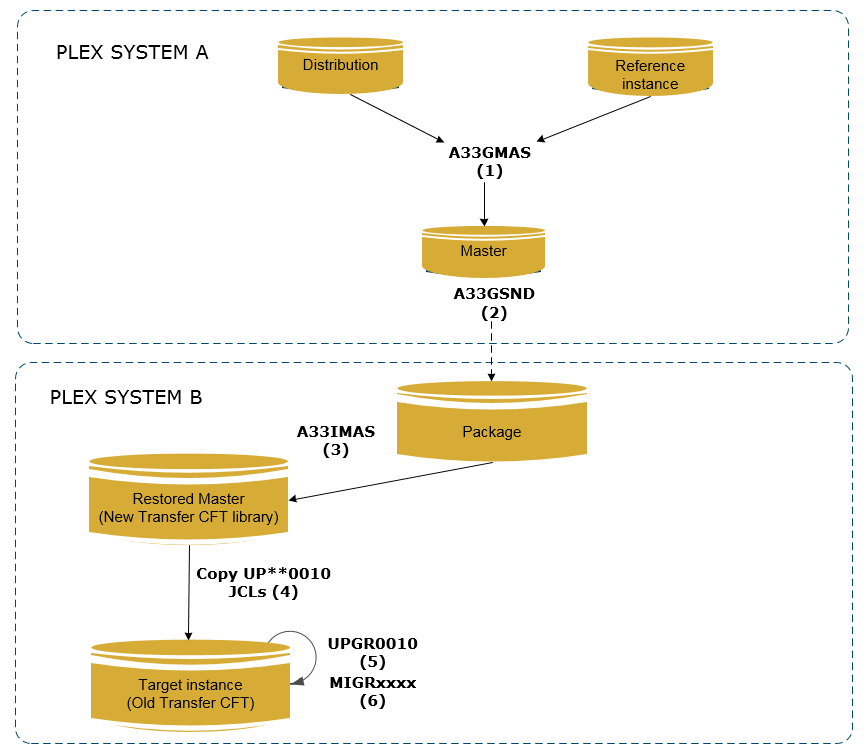 PLEX SYSTEM A
Distribution
Reference
instance
A33GMAS
(1)
Master
A33GSND
(2)
PLEX SYSTEM B
Package
A33IMAS
(3)
Restored Master
(New Transfer CFT library)
Copy UP**0010
JCLs (4)
Target instance
(Old Transfer CFT)
UPGR0010
(5)
MIGRxxxx
(6)